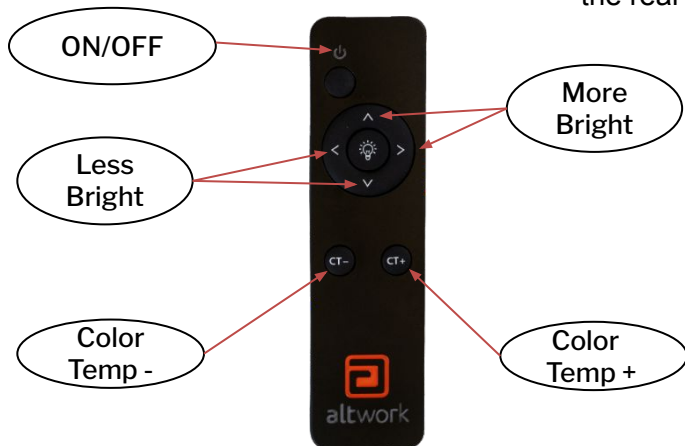 the rear
ON/OFF
More
Bright
Less
Bright
CT-
CT+
Color
Temp -
Color
Temp +
altwork